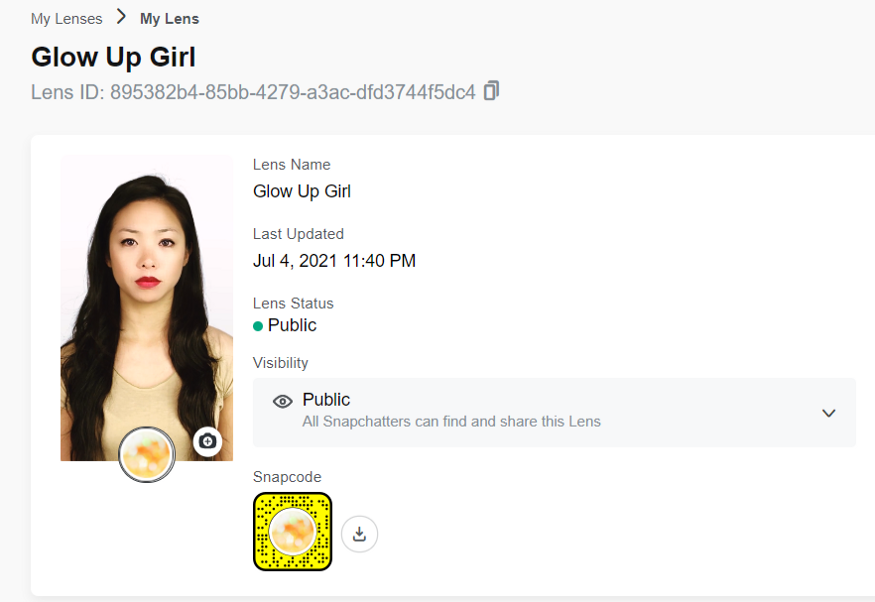 My Lenses > My Lens
Glow Up Girl
Lens ID: 895382b4-85bb-4279-a3ac-dfd3744f5dc4
Lens Name
Glow Up Girl
Last Updated
Jul 4, 2021 11:40 PM
Lens Status
Public
Visibility
Public
All Snapchatters can find and share this Lens
Snapcode